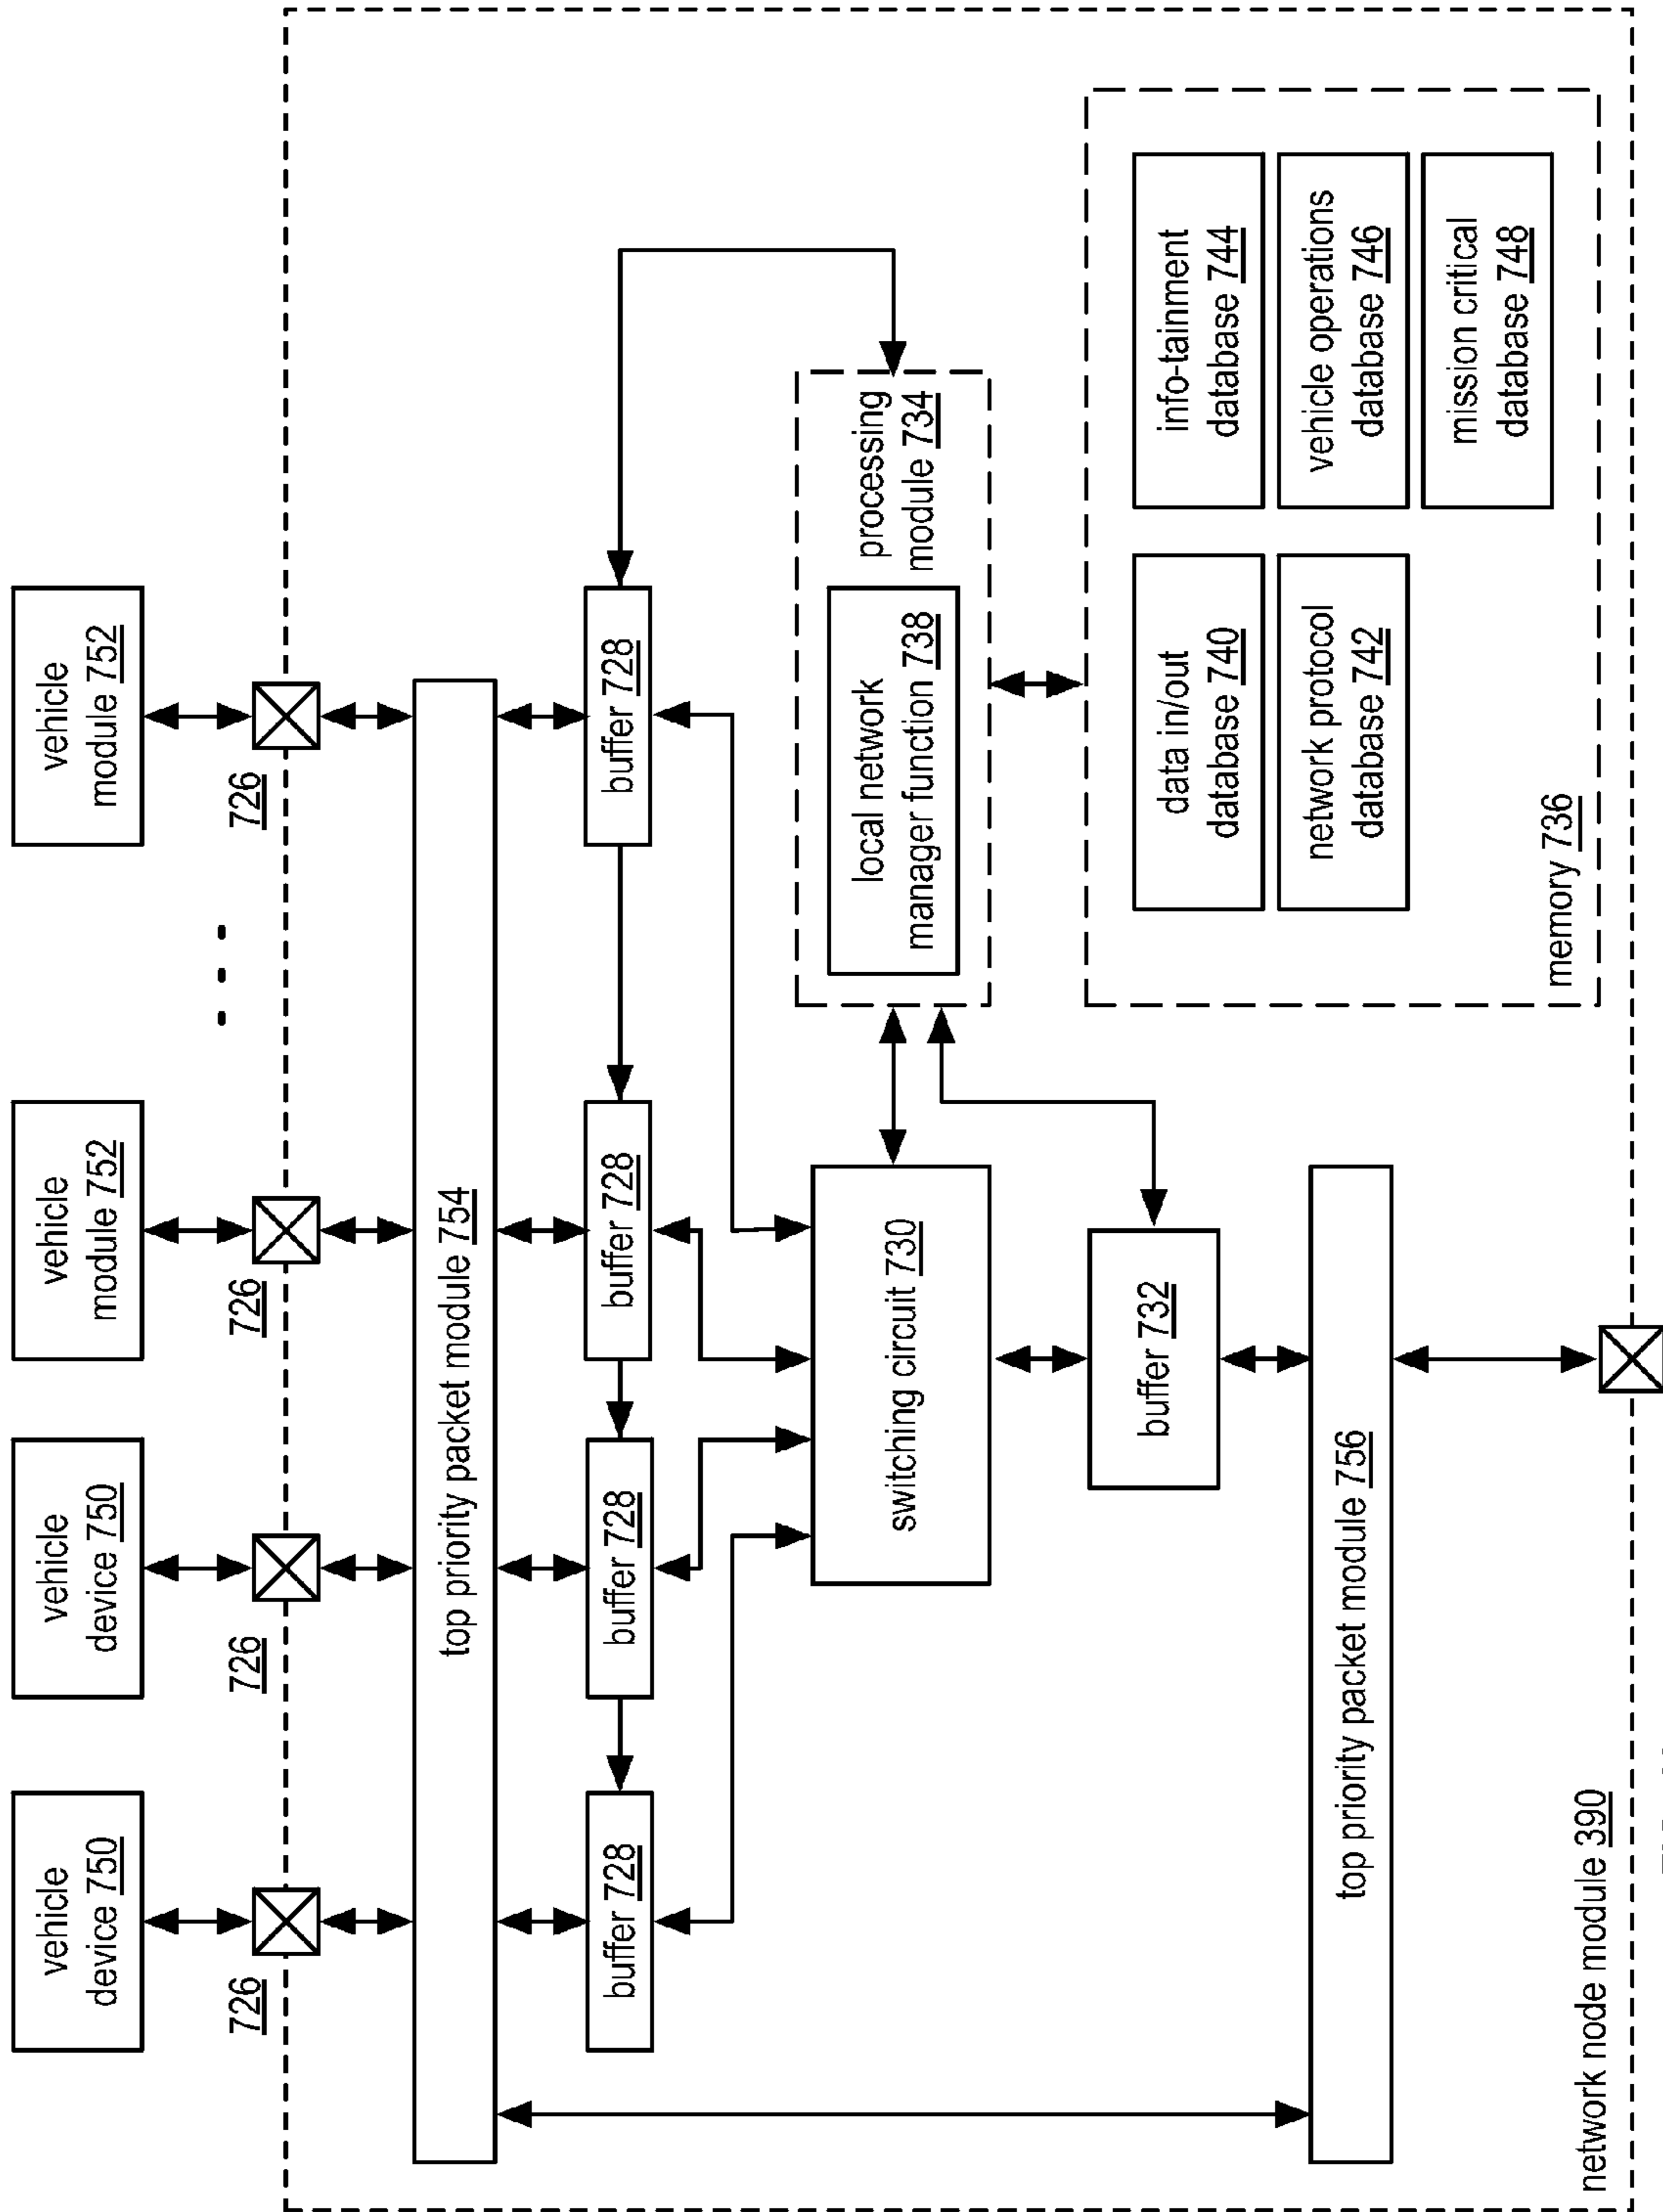 vehicle
device 750
vehicle
device 750
vehicle
module 752
vehicle
module 752
726
726
726
726
. . .
top priority packet module 754
buffer 728
buffer 728
buffer 728
buffer 728
switching circuit 730
local network
manager function 738
processing
module 734
buffer 732
data in/out
database 740
info-tainment
database 744
network protocol
database 742
vehicle operations
database 746
mission critical
database 748
memory 736
top priority packet module 756
network node module 390